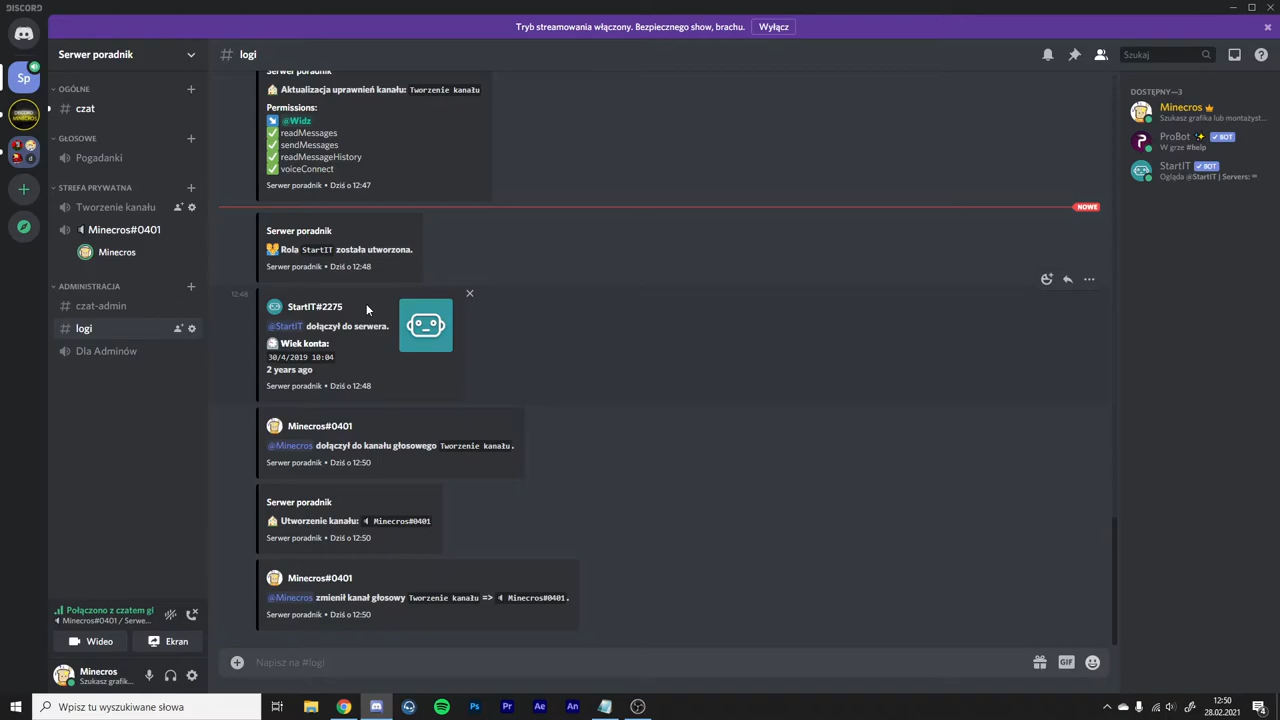 DISCORD
Tryb streamowania włączony. Bezpiecznego show, brachu.
Wyłącz
Serwer poradnik
logi
Szukaj
Sp
OGÓLNE
czat
GŁOSOWE
Pogadanki
STREFA PRYWATNA
Tworzenie kanału
Minecros#0401
Minecros
ADMINISTRACJA
czat-admin
logi
Dla Adminów
Połączono z czatem gł
Minecros#0401 / Serwe...
Wideo
Ekran
Minecros
Szukasz grafik...
Serwer poradnik
Aktualizacja uprawnień kanału: Tworzenie kanału
Permissions:
@Widz
readMessages
sendMessages
readMessageHistory
voiceConnect
Serwer poradnik • Dziś o 12:47
NOWE
Serwer poradnik
Rola StartIT została utworzona.
Serwer poradnik • Dziś o 12:48
12:48
StartIT#2275
@StartIT dołączył do serwera.
Wiek konta:
30/4/2019 10:04
2 years ago
Serwer poradnik • Dziś o 12:48
Minecros#0401
@Minecros dołączył do kanału głosowego Tworzenie kanału.
Serwer poradnik • Dziś o 12:50
Serwer poradnik
Utworzenie kanału: Minecros#0401
Serwer poradnik • Dziś o 12:50
Minecros#0401
@Minecros zmienił kanał głosowy Tworzenie kanału => Minecros#0401.
Serwer poradnik • Dziś o 12:50
Napisz na #logi
GIF
DOSTĘPNY—3
Minecros
Szukasz grafika lub montażyst...
ProBot BOT
W grze #help
StartIT BOT
Ogląda @StartIT | Servers: ∞
Wpisz tu wyszukiwane słowa
Ps
Pr
Ae
An
12:50
28.02.2021